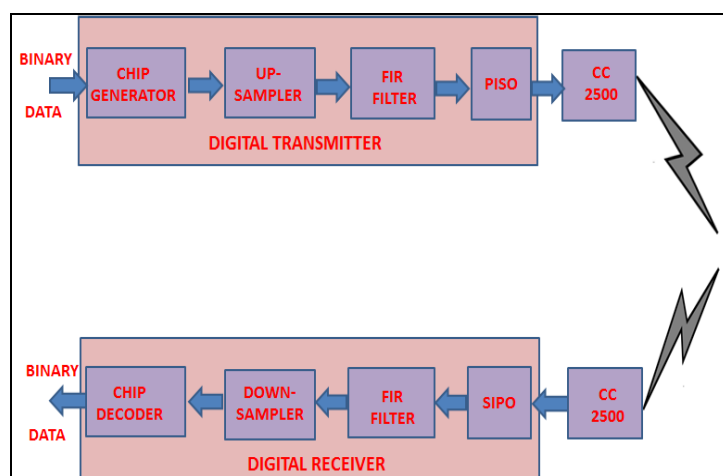 BINARY
DATA
CHIP
GENERATOR
UP-
SAMPLER
FIR
FILTER
PISO
CC
2500
DIGITAL TRANSMITTER
BINARY
DATA
CHIP
DECODER
DOWN-
SAMPLER
FIR
FILTER
SIPO
CC
2500
DIGITAL RECEIVER